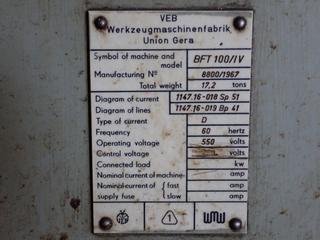 VEB
Werkzeugmaschinenfabrik
Union Gera
Symbol of machine and model BFT 100/IV
Manufacturing Nº 8800/1967
Total weight 17,2 tons
Diagram of current 1147.16-018 Sp 51
Diagram of lines 1147.16-019 Bp 41
Type of current D
Frequency 60 hertz
Operating voltage 550 volts
Control voltage volts
Connected load kw
Nominal current of machine amp
Nominal current of { fast amp
supply fuse { slow amp
1 WMW